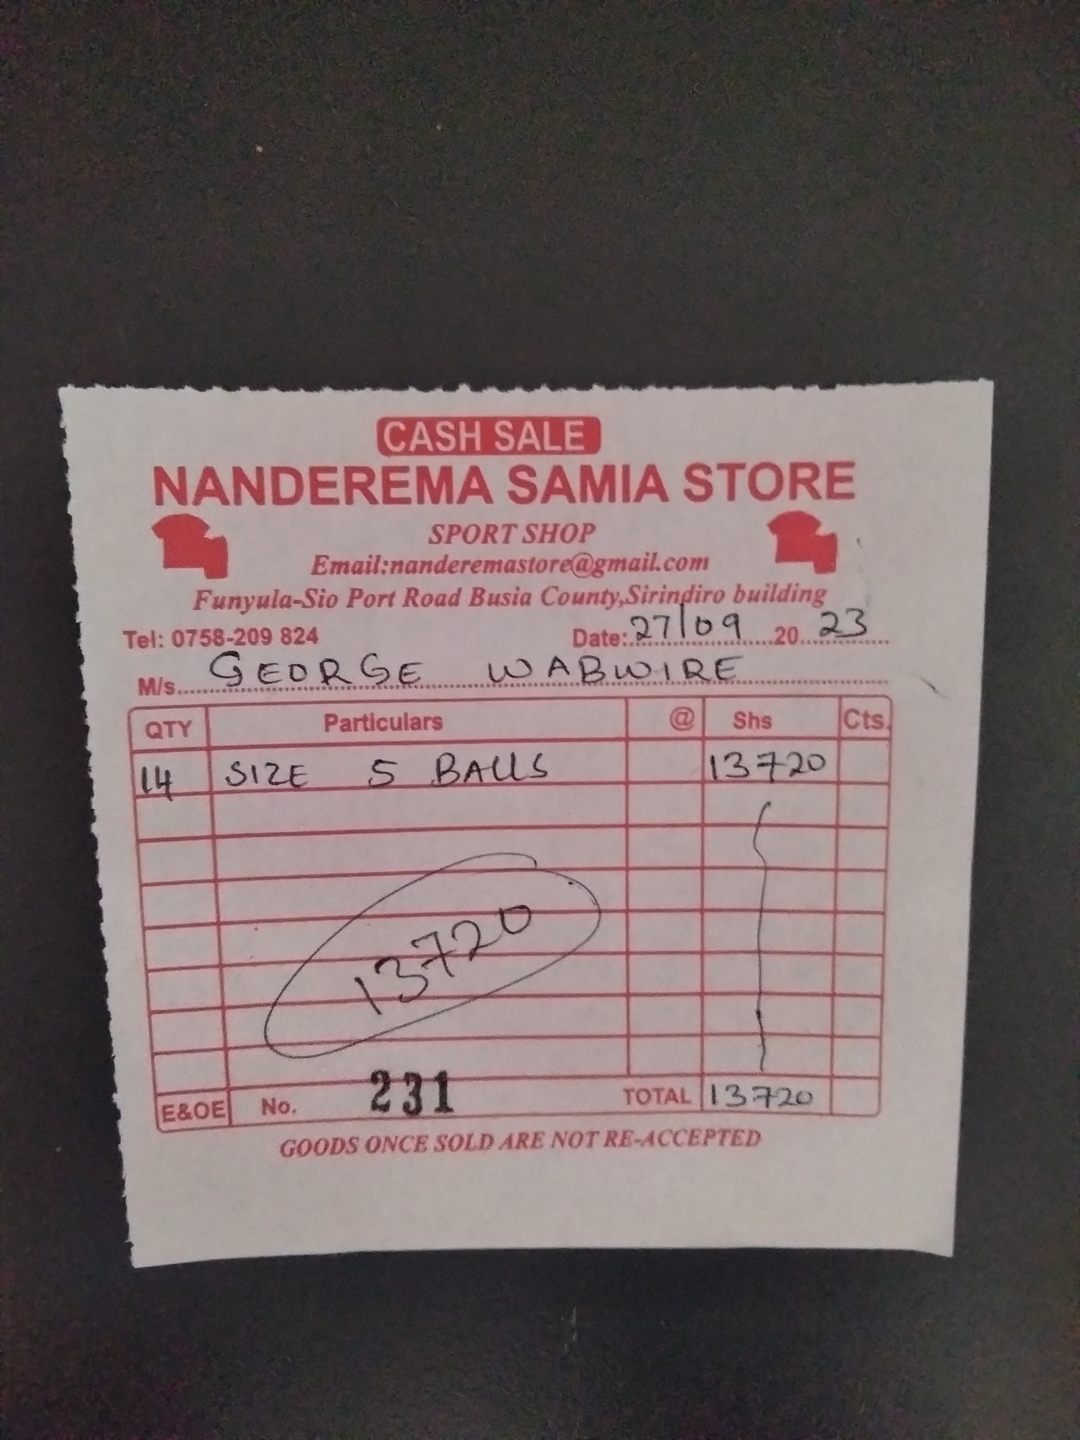 CASH SALE
NANDEREMA SAMIA STORE
SPORT SHOP
Email:nanderemastore@gmail.com
Funyula-Sio Port Road Busia County,Sirindiro building
Tel: 0758-209 824 Date: 27/09 20 23
M/s. GEORGE WABWIRE
QTY Particulars @ Shs Cts.
14 SIZE 5 BALLS 13720
13720
E&OE No. 231 TOTAL 13720
GOODS ONCE SOLD ARE NOT RE-ACCEPTED